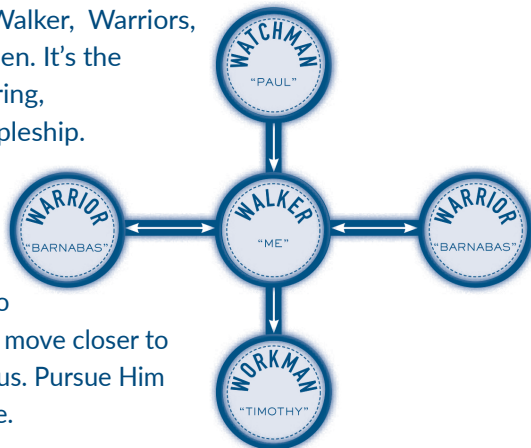 Walker, Warriors,
en. It’s the
ring,
pleship.
o
move closer to
us. Pursue Him
e.
WATCHMAN
“PAUL”
WARRIOR
“BARNABAS”
WALKER
“ME”
WARRIOR
“BARNABAS”
WORKMAN
“TIMOTHY”